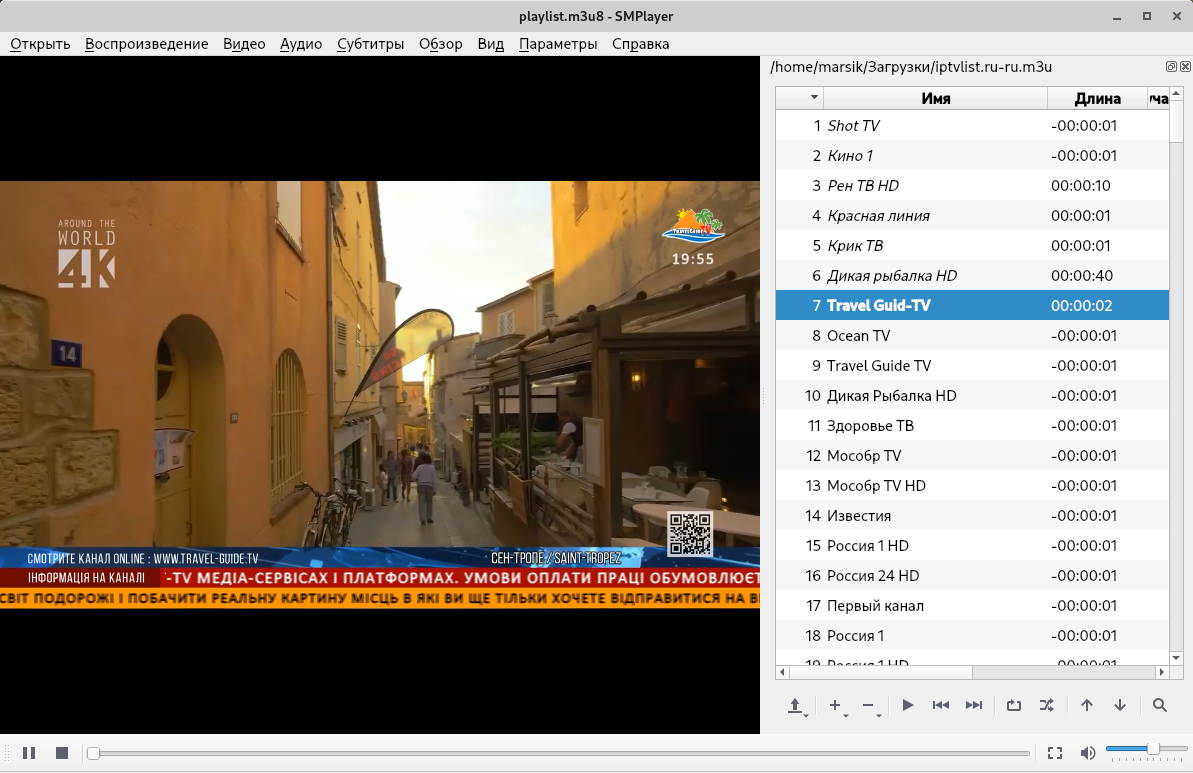 playlist.m3u8 - SMPlayer
Открыть Воспроизведение Видео Аудио Субтитры Обзор Вид Параметры Справка
/home/marsik/Загрузки/iptvlist.ru-ru.m3u
Имя Длина
1 Shot TV -00:00:01
2 Кино 1 -00:00:01
3 Рен ТВ HD 00:00:10
4 Красная линия 00:00:01
5 Крик ТВ 00:00:01
6 Дикая рыбалка HD 00:00:40
7 Travel Guid-TV 00:00:02
8 Ocean TV -00:00:01
9 Travel Guide TV -00:00:01
10 Дикая Рыбалка HD -00:00:01
11 Здоровье ТВ -00:00:01
12 Мособр TV -00:00:01
13 Мособр TV HD -00:00:01
14 Известия -00:00:01
15 Россия 1 HD -00:00:01
16 Россия 24 HD -00:00:01
17 Первый канал -00:00:01
18 Россия 1 -00:00:01
19 Россия 1 HD -00:00:01
AROUND THE
WORLD
4K
TRAVELGUIDE TV
19:55
14
СМОТРИТЕ КАНАЛ ONLINE : WWW.TRAVEL-GUIDE.TV
СЕН-ТРОПЕ / SAINT-TROPEZ
ІНФОРМАЦІЯ НА КАНАЛІ
-TV МЕДІА-СЕРВІСАХ І ПЛАТФОРМАХ. УМОВИ ОПЛАТИ ПРАЦІ ОБУМОВЛЮЄТ
СВІТ ПОДОРОЖІ І ПОБАЧИТИ РЕАЛЬНУ КАРТИНУ МІСЦЬ В ЯКІ ВИ ЩЕ ТІЛЬКИ ХОЧЕТЕ ВІДПРАВИТИСЯ НА